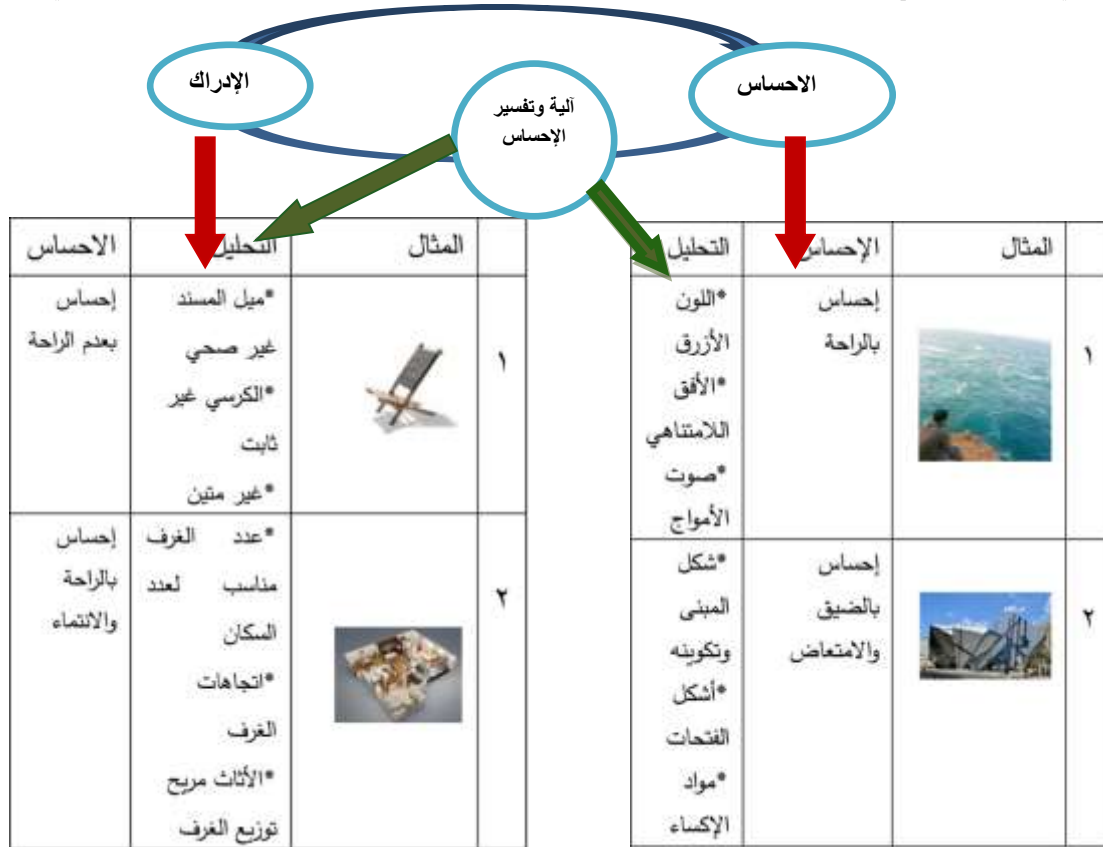 الاحساس
آلية وتفسير
الإحساس
الإدراك
المثال
الإحساس
التحليل
١
إحساس
بالراحة
*اللون
الأزرق
*الأفق
اللامتناهي
*صوت
الأمواج
٢
إحساس
بالضيق
والامتعاض
*شكل
المبنى
وتكوينه
*أشكل
الفتحات
*مواد
الإكساء
المثال
التحليل
الاحساس
١
*ميل المسند
غير صحي
*الكرسي غير
ثابت
*غير متين
إحساس
بعدم الراحة
٢
*عدد الغرف
مناسب لعدد
السكان
*اتجاهات
الغرف
*الأثاث مريح
توزيع الغرف
إحساس
بالراحة
والانتماء